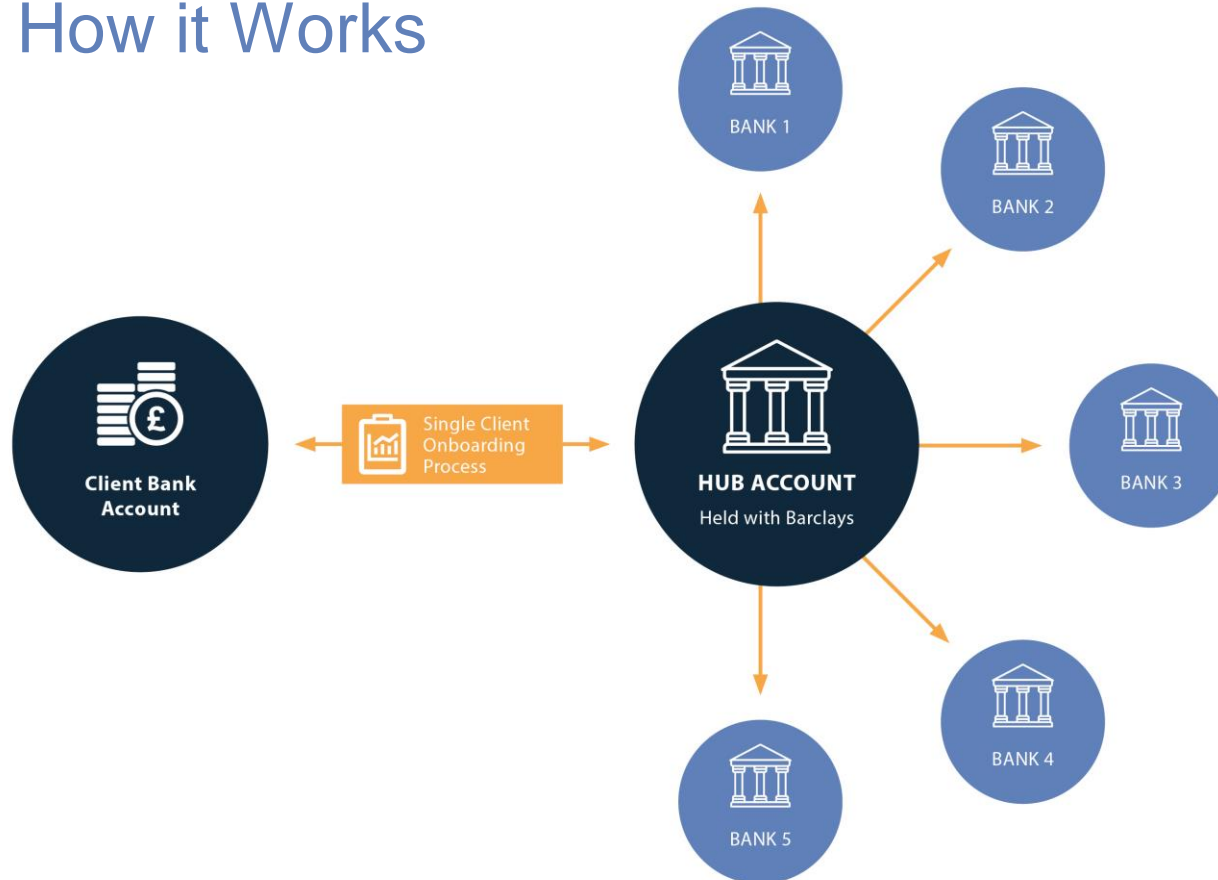 How it Works
BANK 1
BANK 2
Single Client
Onboarding
Process
£
Client Bank
Account
HUB ACCOUNT
Held with Barclays
BANK 3
BANK 4
BANK 5